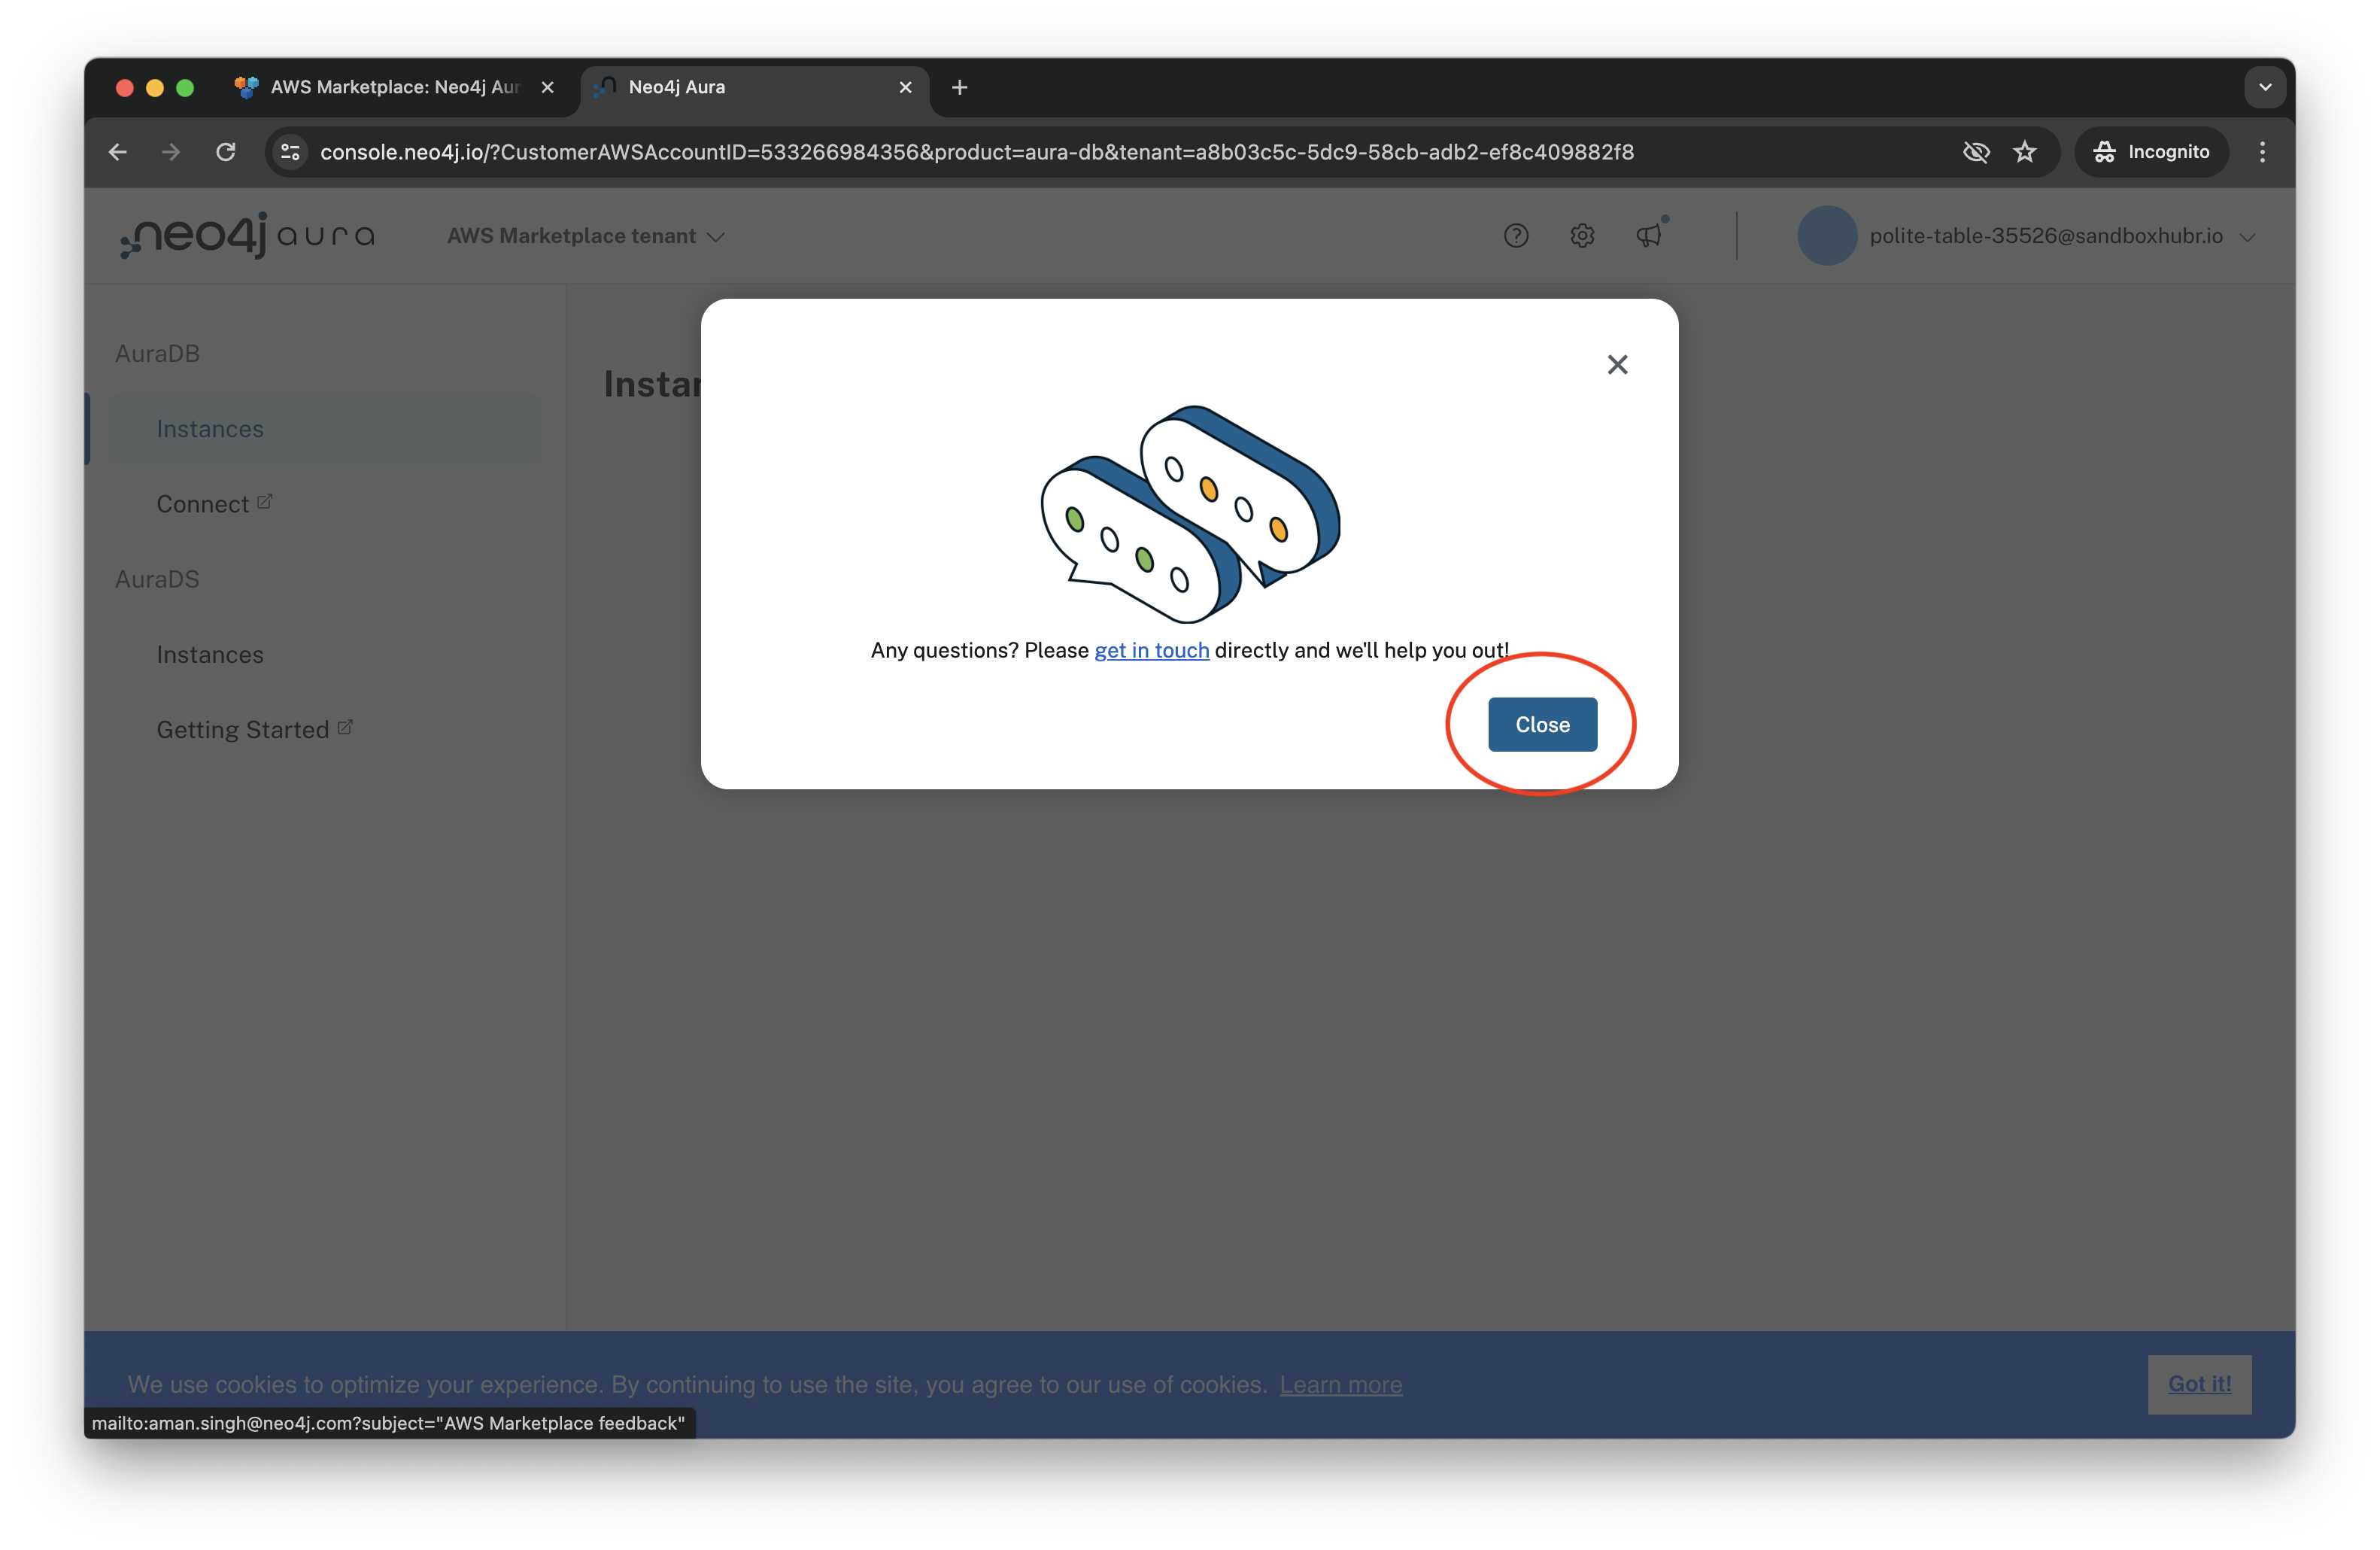 AWS Marketplace: Neo4j Aur
Neo4j Aura
console.neo4j.io/?CustomerAWSAccountID=533266984356&product=aura-db&tenant=a8b03c5c-5dc9-58cb-adb2-ef8c409882f8
Incognito
neo4j aura
AWS Marketplace tenant
polite-table-35526@sandboxhubr.io
AuraDB
Instances
Connect
AuraDS
Instances
Getting Started
Instan
Any questions? Please get in touch directly and we'll help you out!
Close
We use cookies to optimize your experience. By continuing to use the site, you agree to our use of cookies. Learn more
Got it!
mailto:aman.singh@neo4j.com?subject="AWS Marketplace feedback"